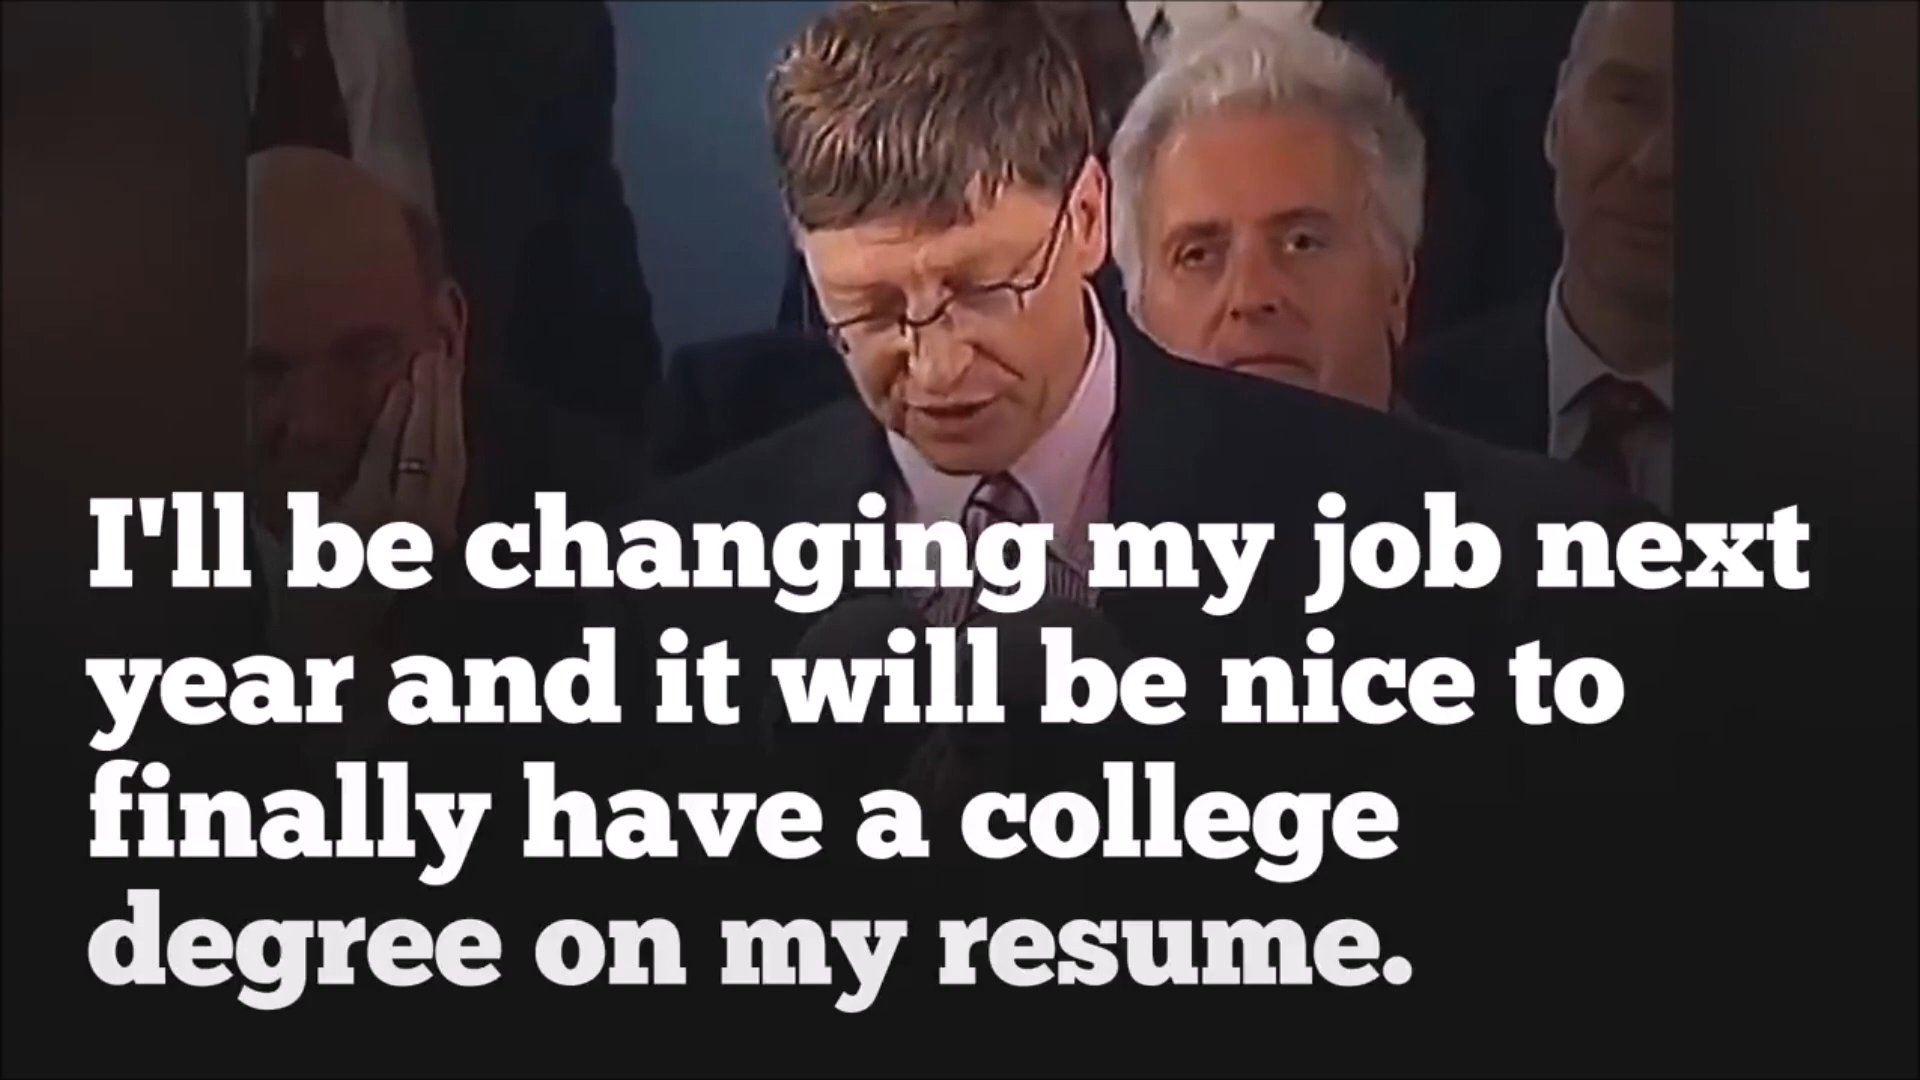 I'll be changing my job next
year and it will be nice to
finally have a college
degree on my resume.